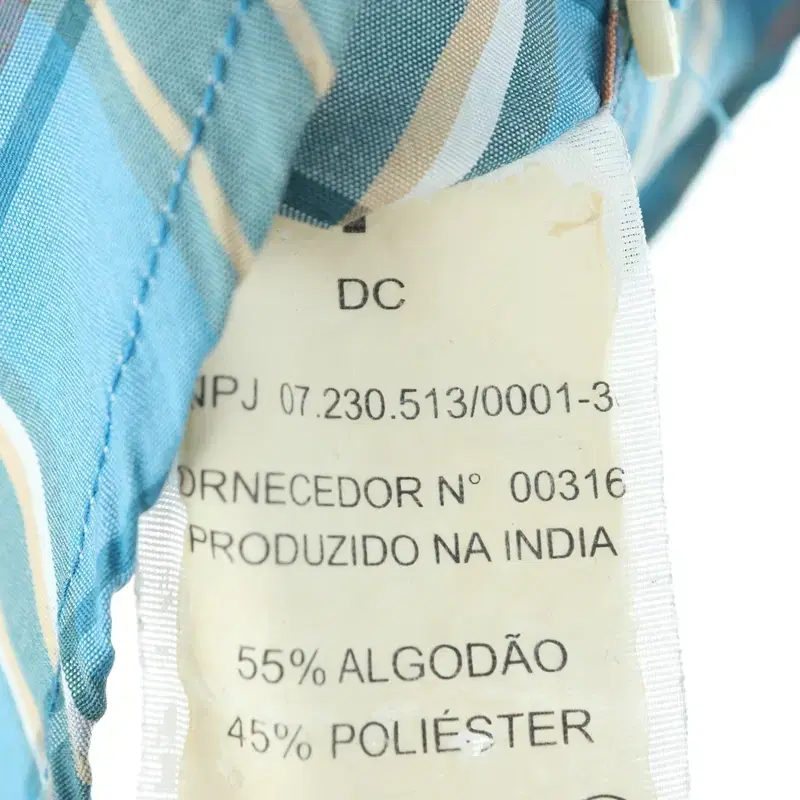 DC
NPJ 07.230.513/0001-3
ORNECEDOR N° 00316
PRODUZIDO NA INDIA
55% ALGODÃO
45% POLIÉSTER